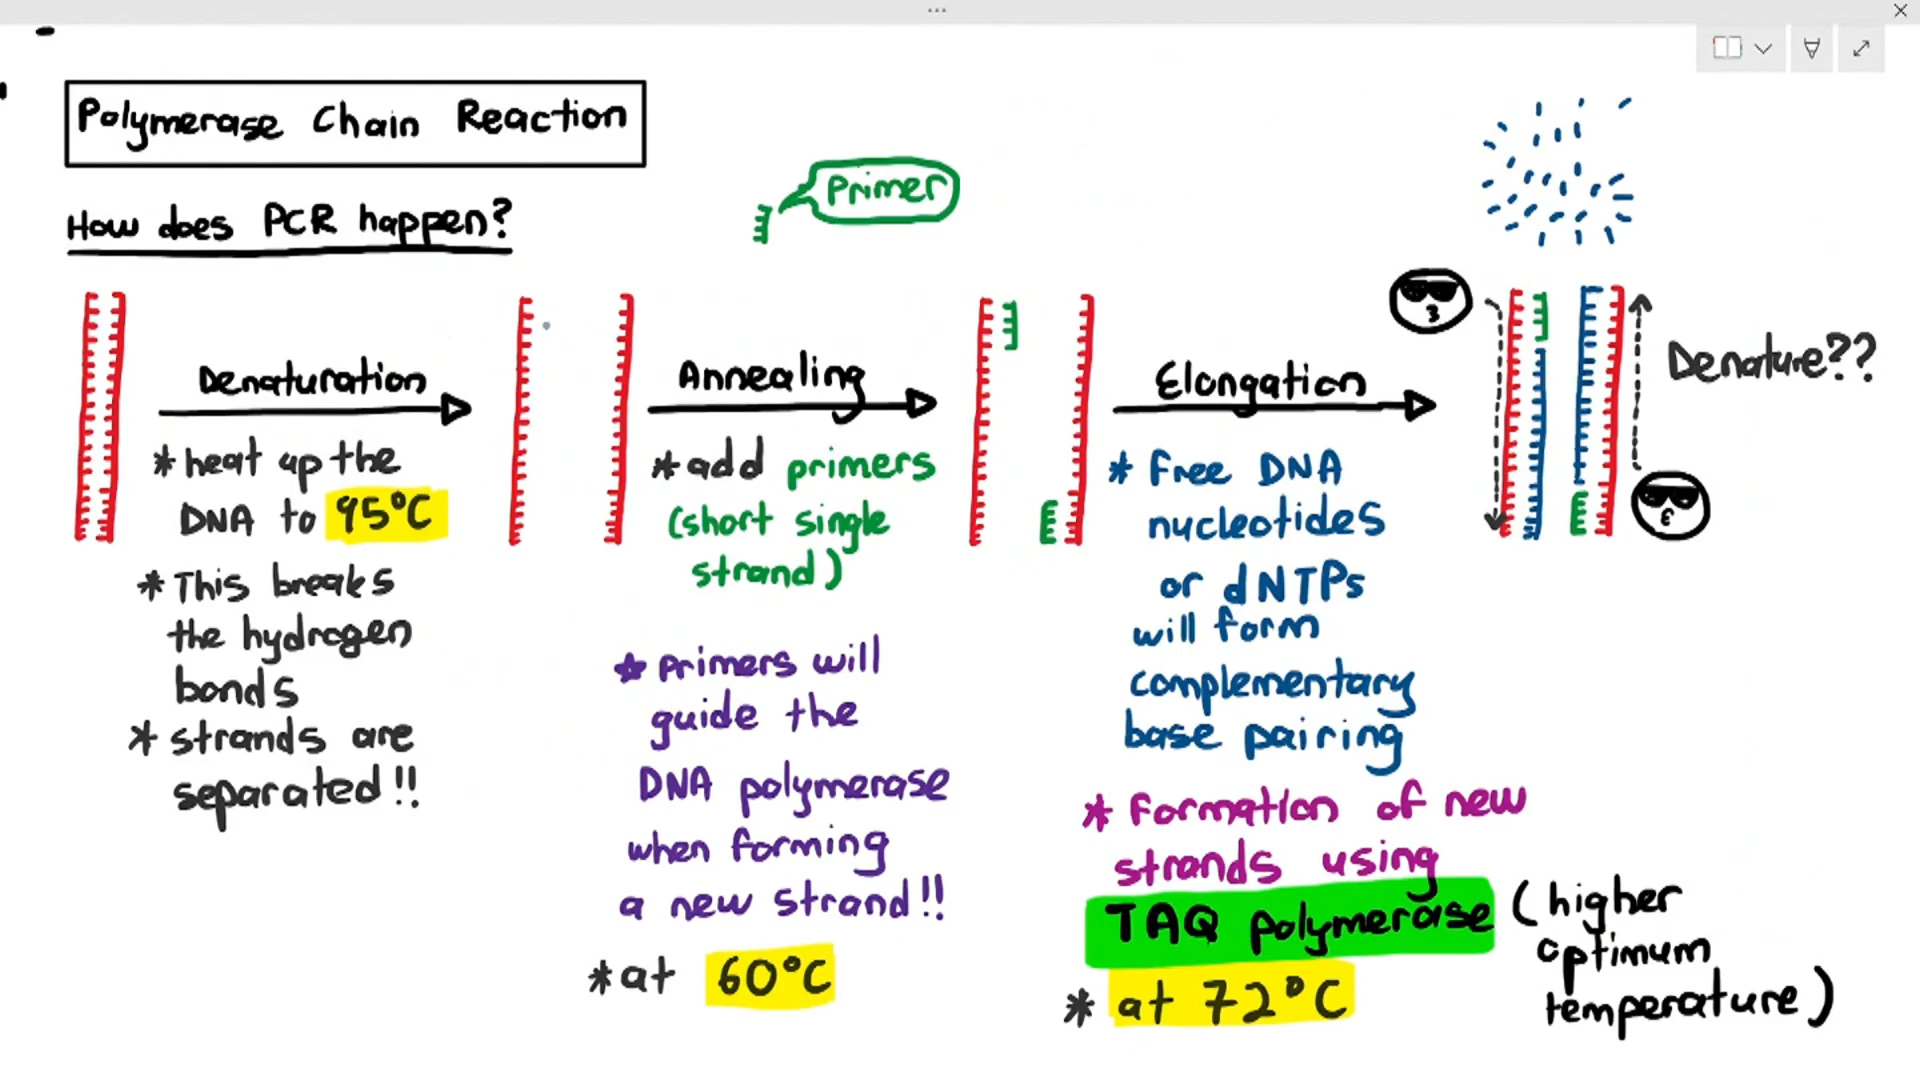 Polymerase Chain Reaction
How does PCR happen?
Primer
Denaturation
* heat up the
DNA to 95°C
* This breaks
the hydrogen
bonds
* strands are
separated!!
Annealing
* add primers
(short single
strand)
* primers will
guide the
DNA polymerase
when forming
a new strand!!
* at 60°C
Elongation
* Free DNA
nucleotides
or dNTPs
will form
complementary
base pairing
* Formation of new
strands using
TAQ polymerase (higher
optimum
temperature)
* at 72°C
Denature??